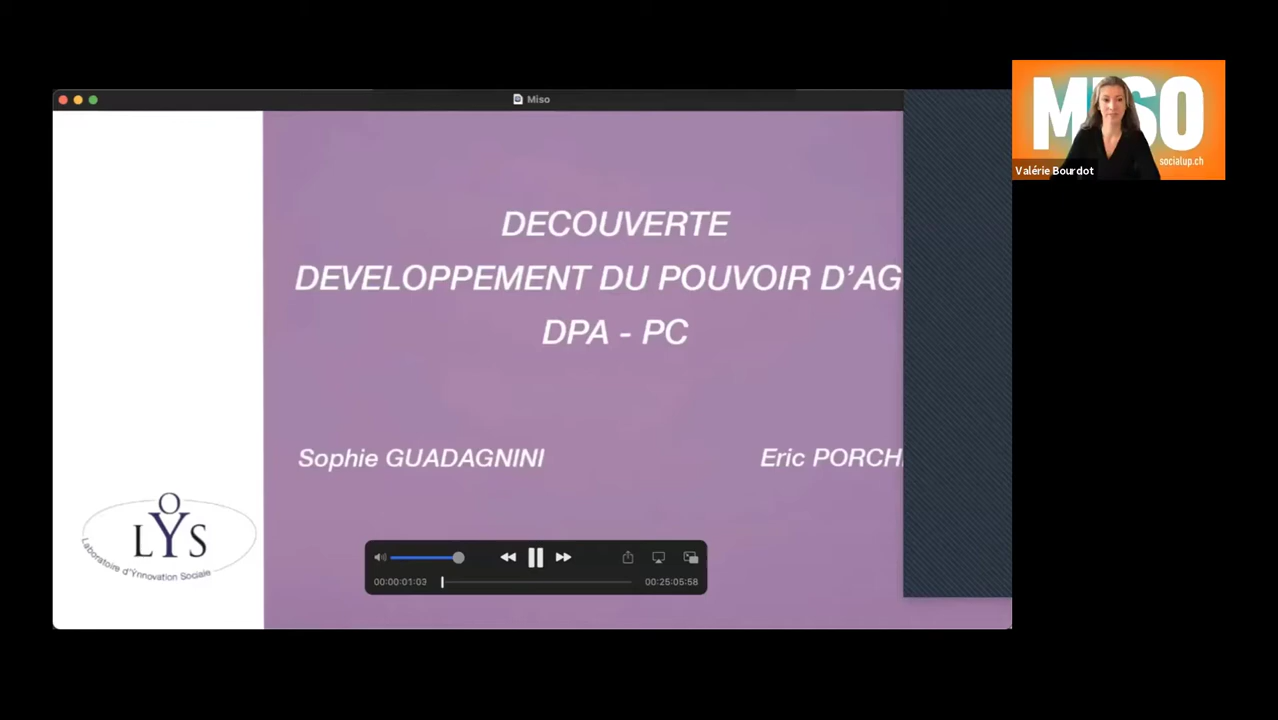 Miso
DECOUVERTE
DEVELOPPEMENT DU POUVOIR D'AG
DPA - PC
Sophie GUADAGNINI
Eric PORCH
LYS
Laboratoire d'Ynnovation Sociale
00:00:01:03
00:25:05:58
MISO
socialup.ch
Valérie Bourdot